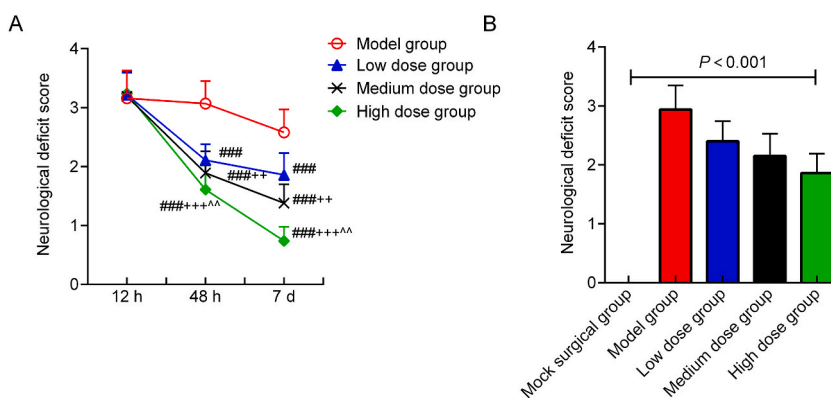 A
Neurological deficit score
4
3
2
1
0
12 h
48 h
7 d
Model group
Low dose group
Medium dose group
High dose group
###
###++
###+++^^
###
###++
###+++^^
B
Neurological deficit score
4
3
2
1
0
P < 0.001
Mock surgical group
Model group
Low dose group
Medium dose group
High dose group